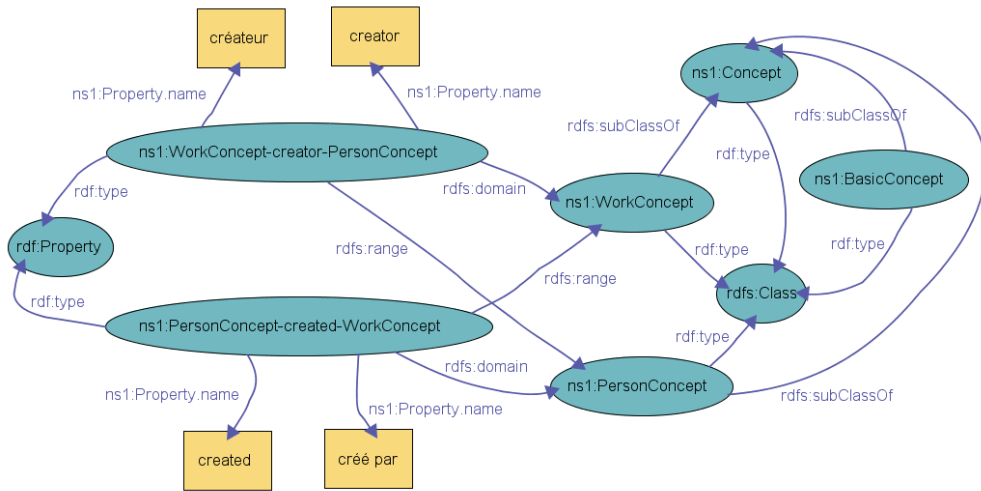 créateur
creator
ns1:Concept
ns1:Property.name
ns1:Property.name
rdfs:subClassOf
rdfs:subClassOf
ns1:WorkConcept-creator-PersonConcept
rdf:type
rdf:type
rdfs:domain
ns1:BasicConcept
ns1:WorkConcept
rdf:Property
rdfs:range
rdf:type
rdf:type
rdfs:range
rdf:type
rdfs:Class
ns1:PersonConcept-created-WorkConcept
rdf:type
rdfs:domain
ns1:PersonConcept
ns1:Property.name
rdfs:subClassOf
ns1:Property.name
created
créé par